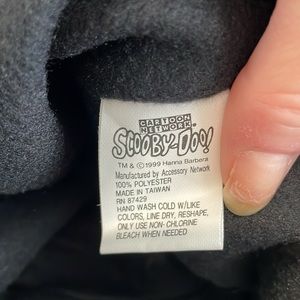 CARTOON
NETWORK
SCOOBY-DOO!
TM & © 1999 Hanna Barbera
Manufactured by Accessory Network
100% POLYESTER
MADE IN TAIWAN
RN 87429
HAND WASH COLD W/LIKE
COLORS, LINE DRY, RESHAPE,
ONLY USE NON- CHLORINE
BLEACH WHEN NEEDED